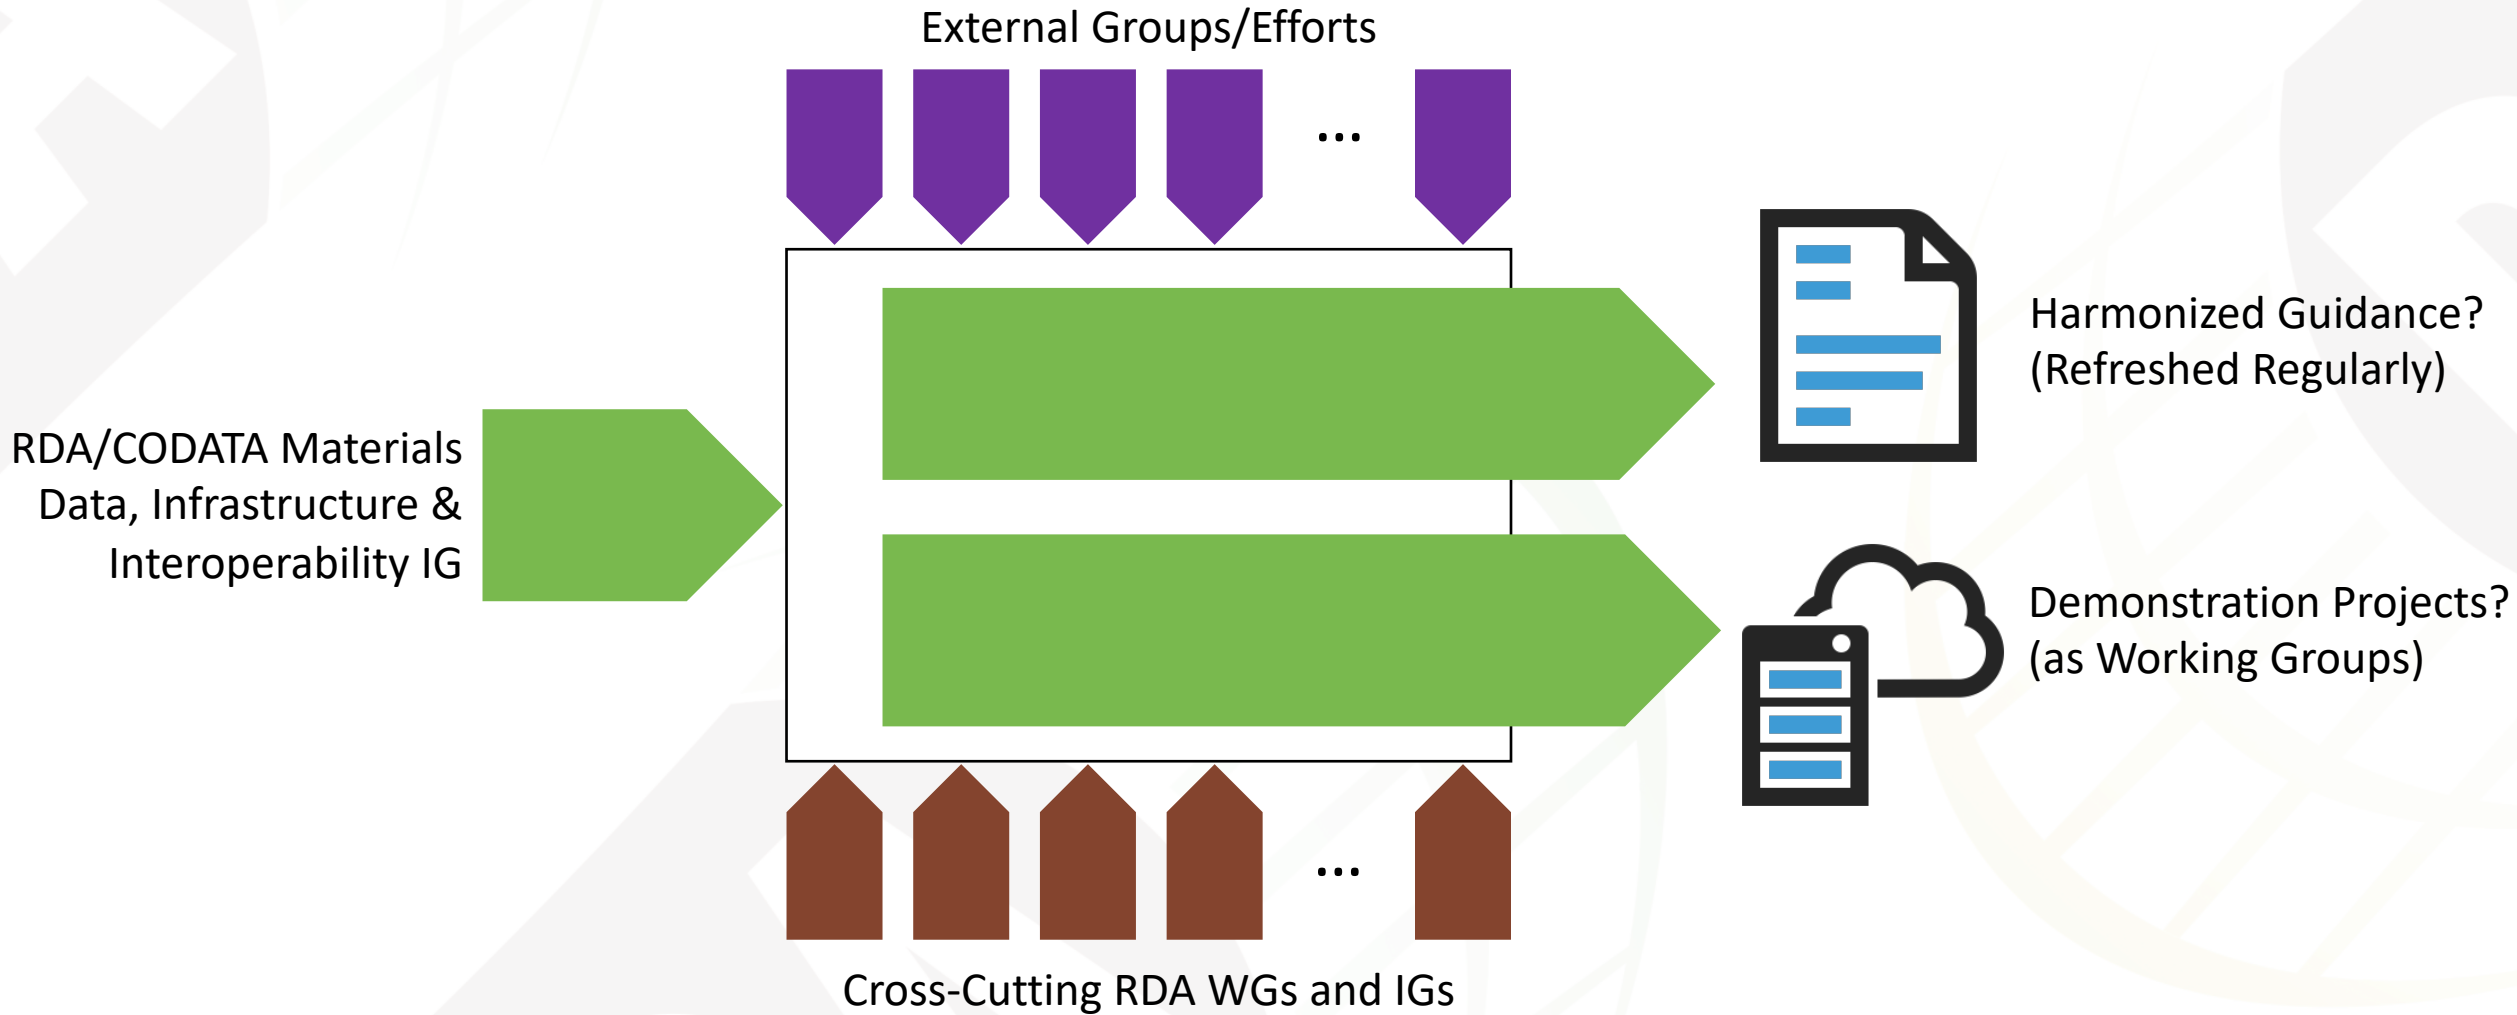 External Groups/Efforts
...
RDA/CODATA Materials
Data, Infrastructure &
Interoperability IG
Harmonized Guidance?
(Refreshed Regularly)
Demonstration Projects?
(as Working Groups)
...
Cross-Cutting RDA WGs and IGs